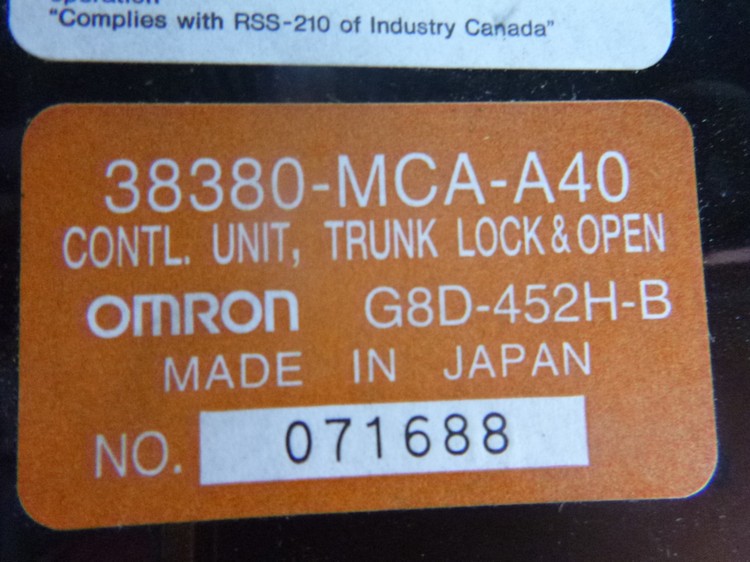 operation
"Complies with RSS-210 of Industry Canada"
38380-MCA-A40
CONTL. UNIT, TRUNK LOCK & OPEN
OMRON G8D-452H-B
MADE IN JAPAN
NO. 071688